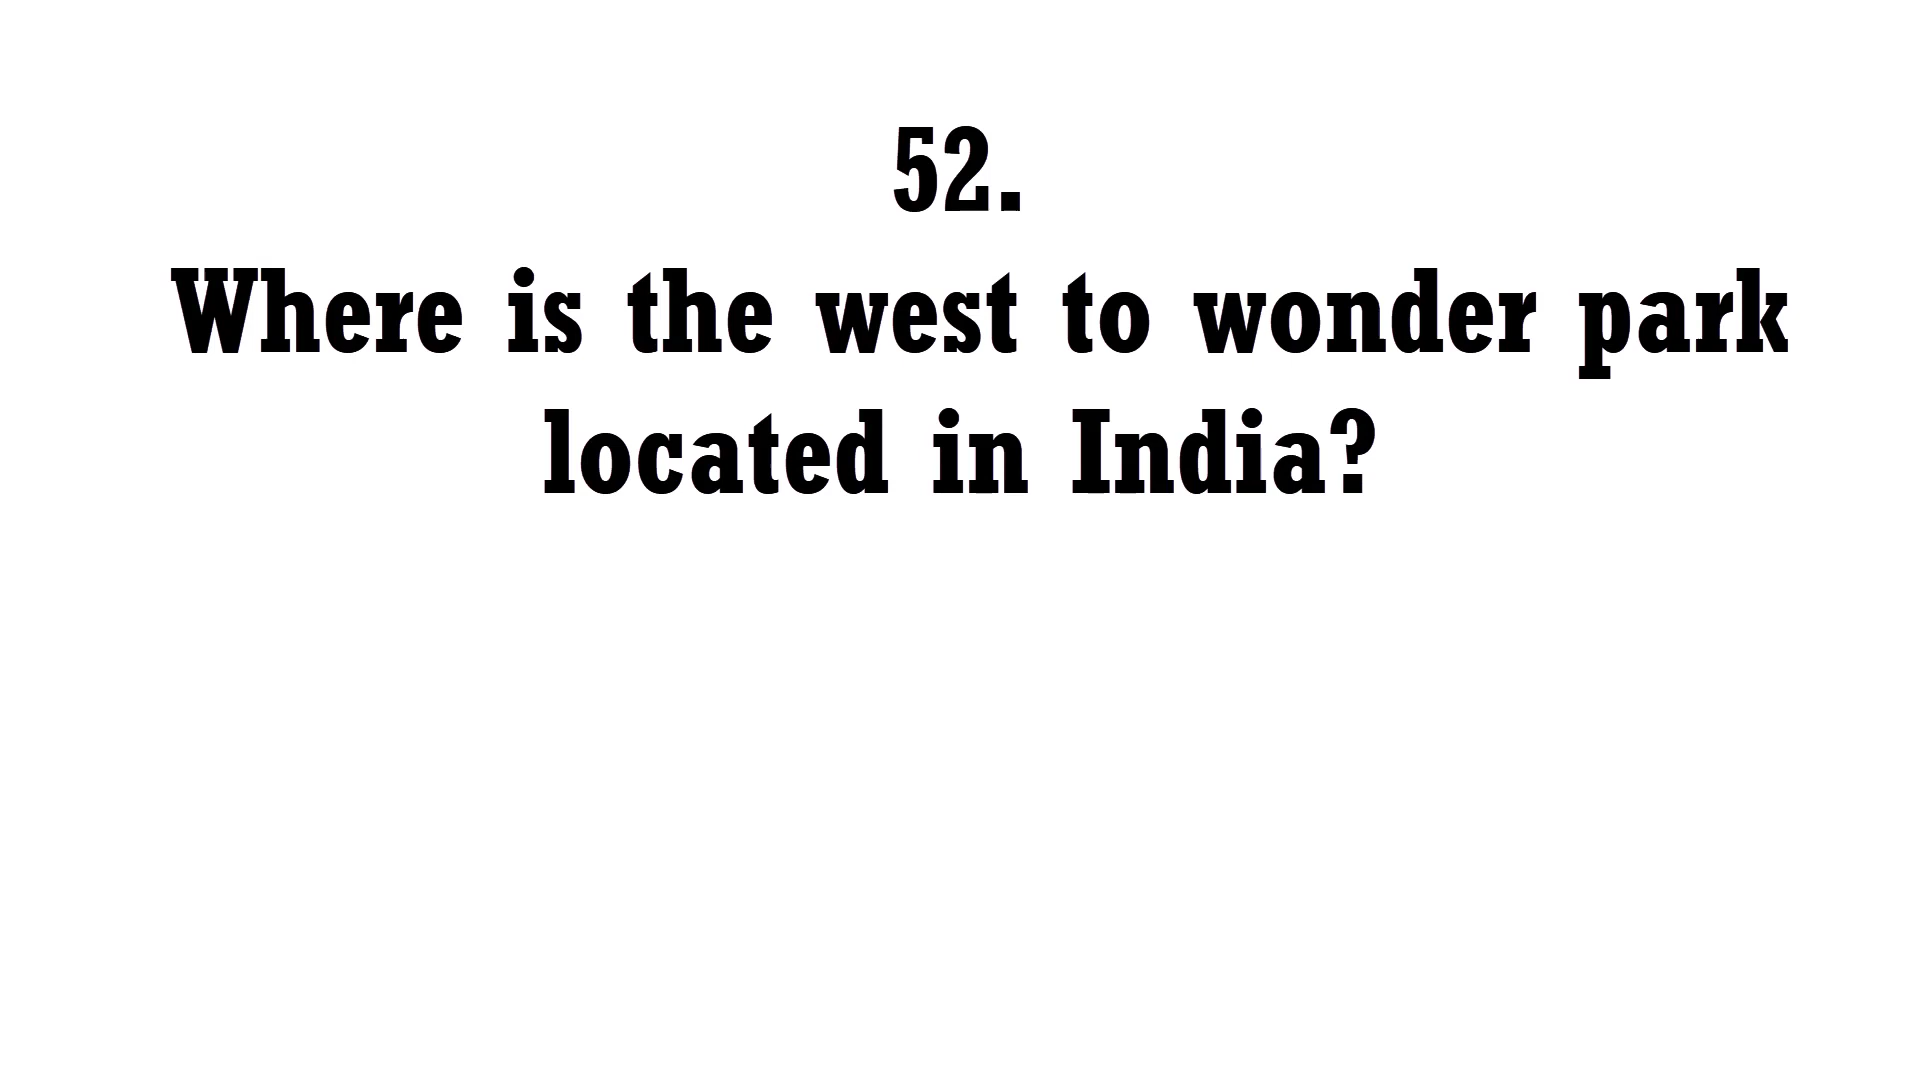 52.
Where is the west to wonder park
located in India?